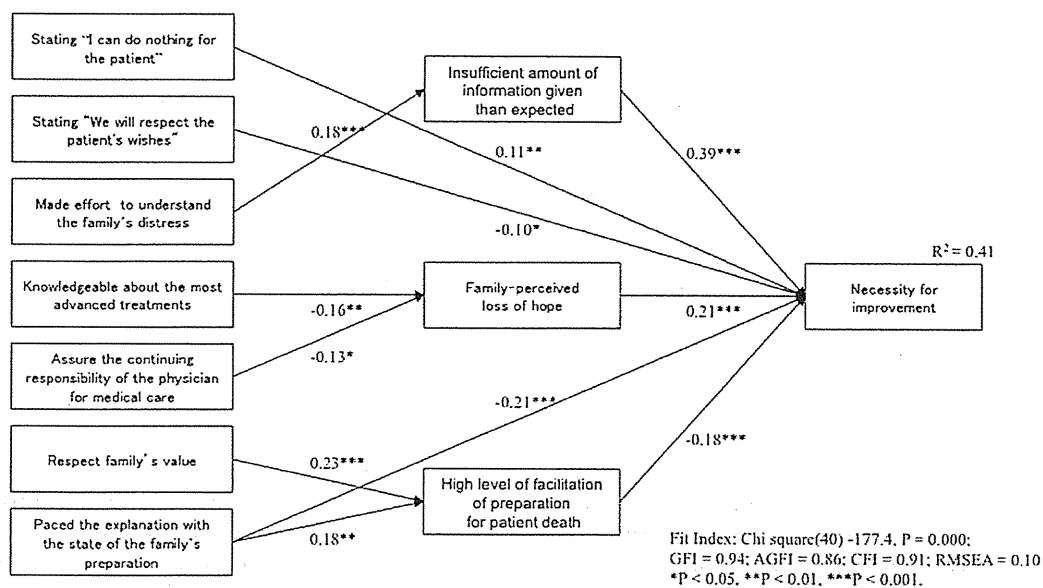 Stating "I can do nothing for
the patient"
Stating "We will respect the
patient's wishes"
Made effort to understand
the family's distress
Knowledgeable about the most
advanced treatments
Assure the continuing
responsibility of the physician
for medical care
Respect family's value
Paced the explanation with
the state of the family's
preparation
Insufficient amount of
information given
than expected
Family-perceived
loss of hope
High level of facilitation
of preparation
for patient death
0.18***
0.11**
-0.10*
0.39***
-0.16**
-0.13*
0.21***
-0.21***
-0.18***
0.23***
0.18**
R² = 0.41
Necessity for
improvement
Fit Index: Chi square(40) -177.4, P = 0.000;
GFI = 0.94; AGFI = 0.86; CFI = 0.91; RMSEA = 0.10
*P < 0.05, **P < 0.01, ***P < 0.001.